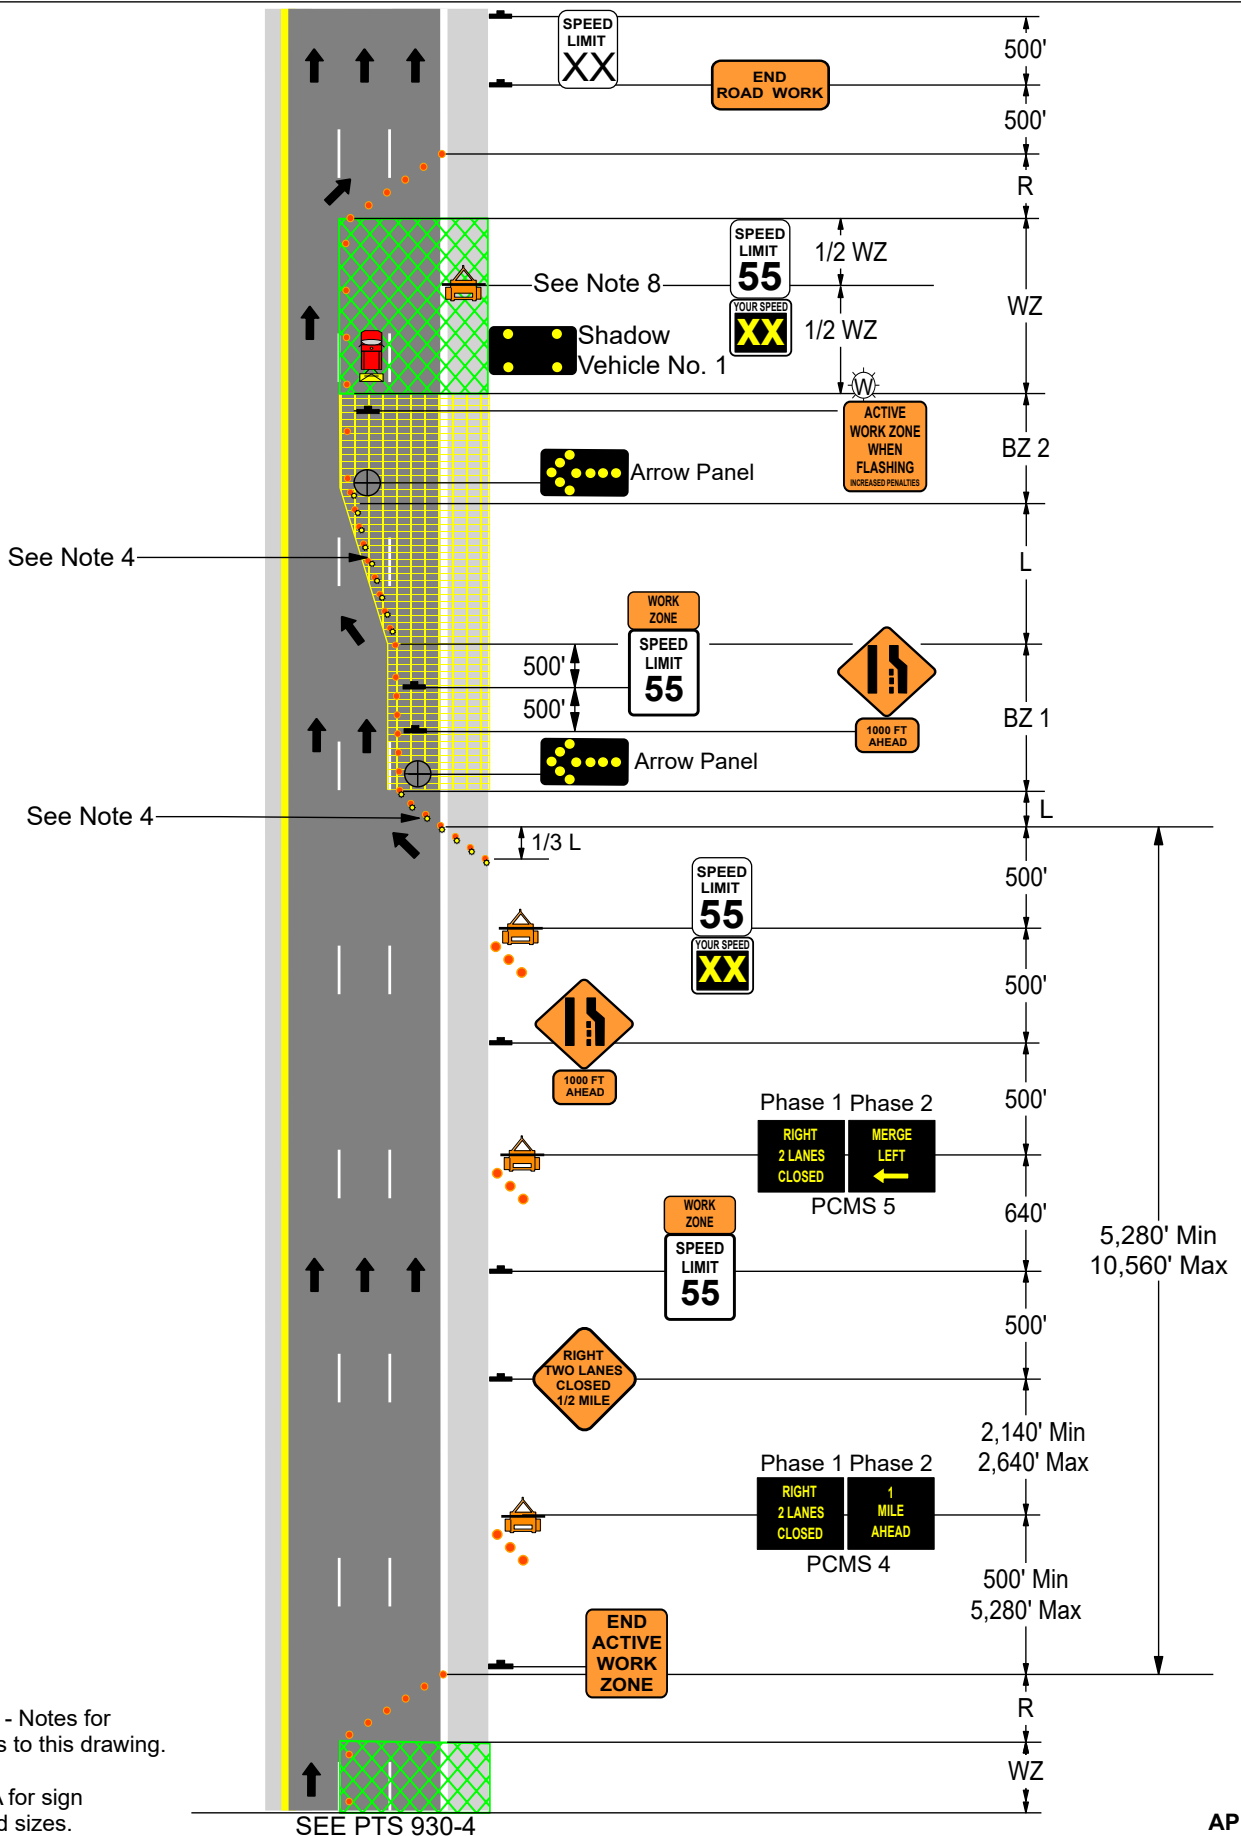 SPEED
LIMIT
XX
500'
END
ROAD WORK
500'
R
SPEED
LIMIT
55
YOUR SPEED
XX
1/2 WZ
See Note 8
WZ
1/2 WZ
Shadow
Vehicle No. 1
W
ACTIVE
WORK ZONE
WHEN
FLASHING
INCREASED PENALTIES
BZ 2
Arrow Panel
See Note 4
L
WORK
ZONE
SPEED
LIMIT
55
500'
500'
1000 FT
AHEAD
BZ 1
Arrow Panel
See Note 4
L
1/3 L
500'
SPEED
LIMIT
55
YOUR SPEED
XX
500'
1000 FT
AHEAD
500'
Phase 1 Phase 2
RIGHT
2 LANES
CLOSED
MERGE
LEFT
PCMS 5
640'
WORK
ZONE
SPEED
LIMIT
55
5,280' Min
10,560' Max
500'
RIGHT
TWO LANES
CLOSED
1/2 MILE
2,140' Min
2,640' Max
Phase 1 Phase 2
RIGHT
2 LANES
CLOSED
1
MILE
AHEAD
PCMS 4
500' Min
5,280' Max
END
ACTIVE
WORK
ZONE
R
- Notes for
s to this drawing.
WZ
A for sign
d sizes.
SEE PTS 930-4
AP